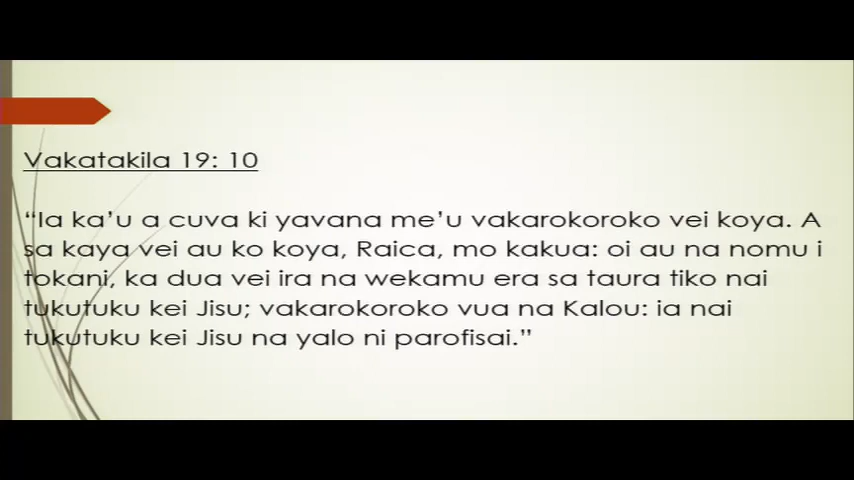 Vakatakila 19: 10
“Ia ka’u a cuva ki yavana me’u vakarokoroko vei koya. A
sa kaya vei au ko koya, Raica, mo kakua: oi au na nomu i
tokani, ka dua vei ira na wekamu era sa taura tiko nai
tukutuku kei Jisu; vakarokoroko vua na Kalou: ia nai
tukutuku kei Jisu na yalo ni parofisai.”